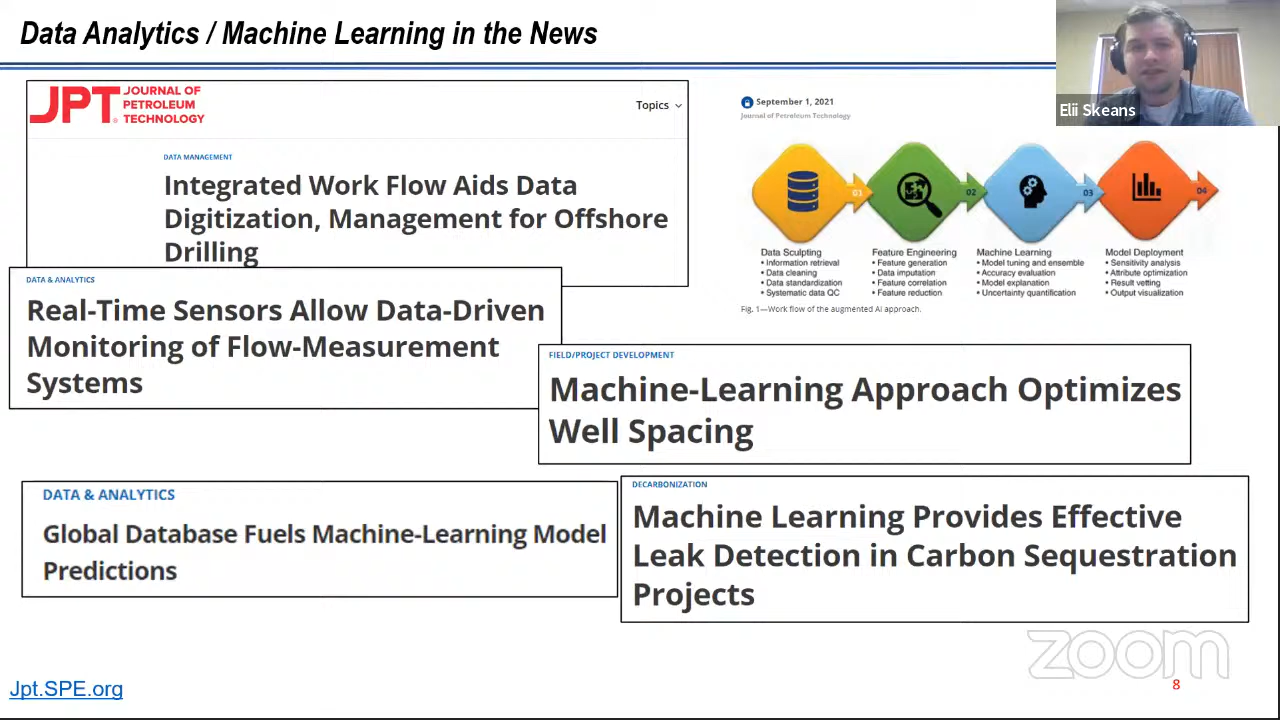 Data Analytics / Machine Learning in the News
Elii Skeans
JPT JOURNAL OF
PETROLEUM
TECHNOLOGY
Topics
DATA MANAGEMENT
Integrated Work Flow Aids Data
Digitization, Management for Offshore
Drilling
September 1, 2021
Journal of Petroleum Technology
01
02
03
04
Data Sculpting
• Information retrieval
• Data cleaning
• Data standardization
• Systematic data QC
Feature Engineering
• Feature generation
• Data imputation
• Feature correlation
• Feature reduction
Machine Learning
• Model tuning and ensemble
• Accuracy evaluation
• Model explanation
• Uncertainty quantification
Model Deployment
• Sensitivity analysis
• Attribute optimization
• Result vetting
• Output visualization
Fig. 1—Work flow of the augmented AI approach.
DATA & ANALYTICS
Real-Time Sensors Allow Data-Driven
Monitoring of Flow-Measurement
Systems
FIELD/PROJECT DEVELOPMENT
Machine-Learning Approach Optimizes
Well Spacing
DATA & ANALYTICS
Global Database Fuels Machine-Learning Model
Predictions
DECARBONIZATION
Machine Learning Provides Effective
Leak Detection in Carbon Sequestration
Projects
zoom
Jpt.SPE.org
8